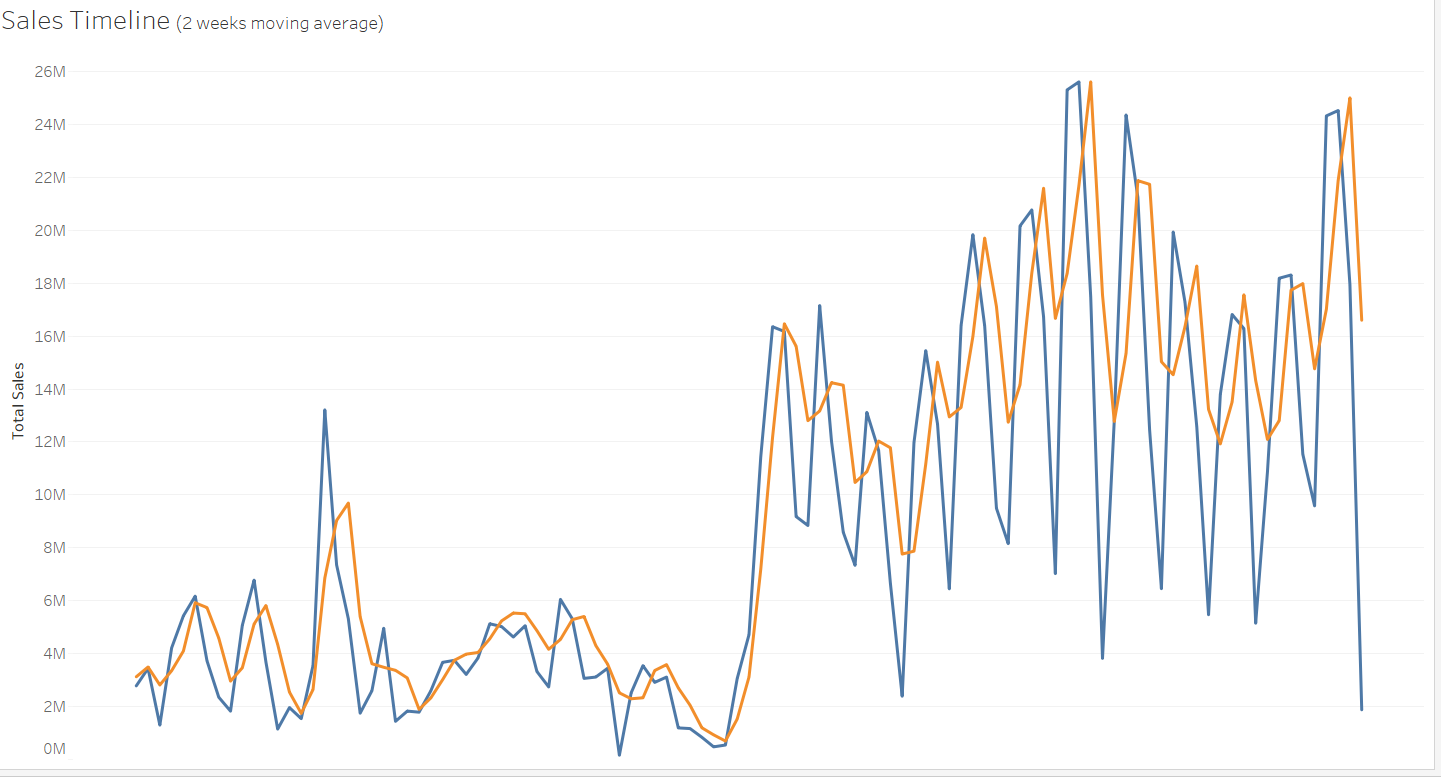 Sales Timeline (2 weeks moving average)
26M
24M
22M
20M
18M
16M
14M
12M
10M
8M
6M
4M
2M
0M
Total Sales